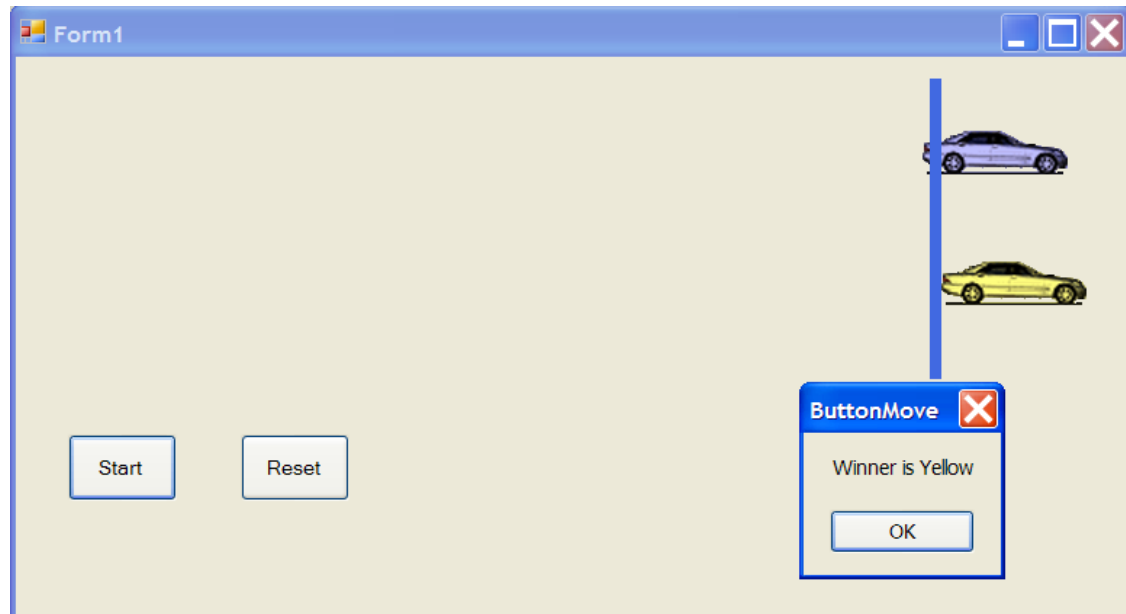 Form1
ButtonMove
Winner is Yellow
OK
Start
Reset